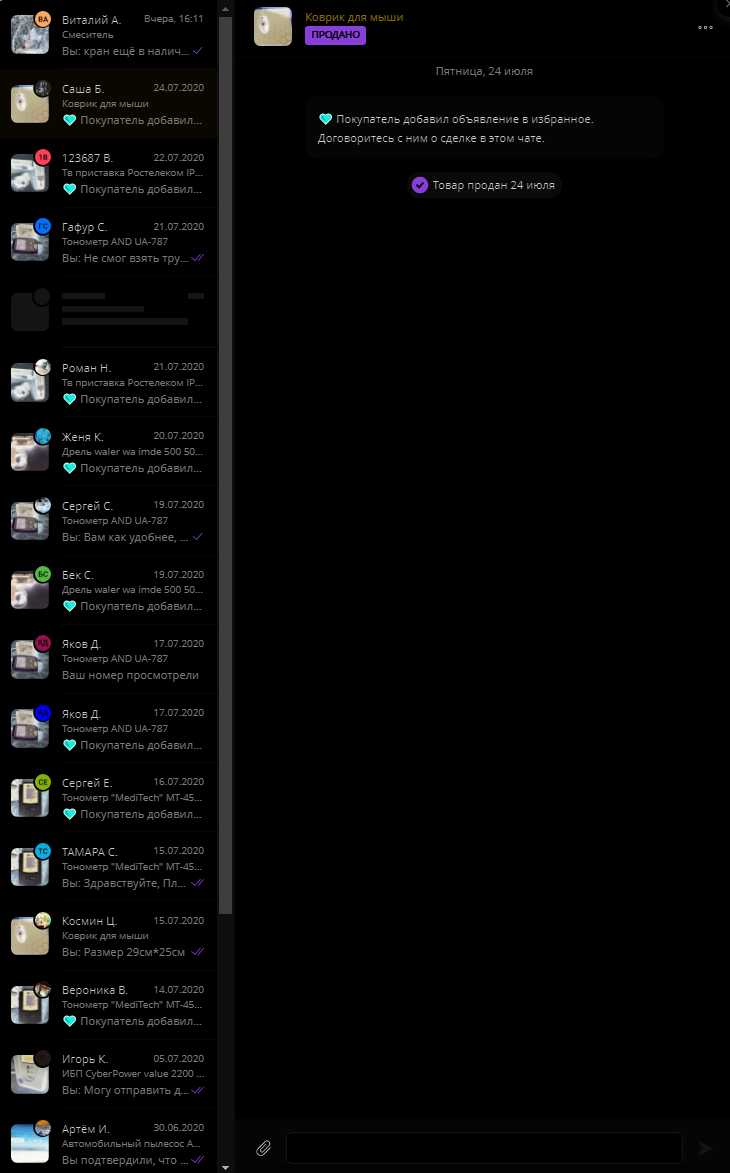 ВА
Виталий А.
Вчера, 16:11
Смеситель
Вы: кран ещё в налич...
Саша Б.
24.07.2020
Коврик для мыши
Покупатель добавил...
1В
123687 В.
22.07.2020
Тв приставка Ростелеком IP...
Покупатель добавил...
ГС
Гафур С.
21.07.2020
Тонометр AND UA-787
Вы: Не смог взять тру...
Роман Н.
21.07.2020
Тв приставка Ростелеком IP...
Покупатель добавил...
Женя К.
20.07.2020
Дрель waler wa imde 500 50...
Покупатель добавил...
Сергей С.
19.07.2020
Тонометр AND UA-787
Вы: Вам как удобнее, ...
БС
Бек С.
19.07.2020
Дрель waler wa imde 500 50...
Покупатель добавил...
ЯД
Яков Д.
17.07.2020
Тонометр AND UA-787
Ваш номер просмотрели
ЯД
Яков Д.
17.07.2020
Тонометр AND UA-787
Покупатель добавил...
СЕ
Сергей Е.
16.07.2020
Тонометр "MediTech" МТ-45...
Покупатель добавил...
ТС
ТАМАРА С.
15.07.2020
Тонометр "MediTech" МТ-45...
Вы: Здравствуйте, Пл...
Космин Ц.
15.07.2020
Коврик для мыши
Вы: Размер 29см*25см
Вероника В.
14.07.2020
Тонометр "MediTech" МТ-45...
Покупатель добавил...
Игорь К.
05.07.2020
ИБП CyberPower value 2200 ...
Вы: Могу отправить д...
Артём И.
30.06.2020
Автомобильный пылесос А...
Вы подтвердили, что ...
Коврик для мыши
ПРОДАНО
Пятница, 24 июля
Покупатель добавил объявление в избранное.
Договоритесь с ним о сделке в этом чате.
Товар продан 24 июля